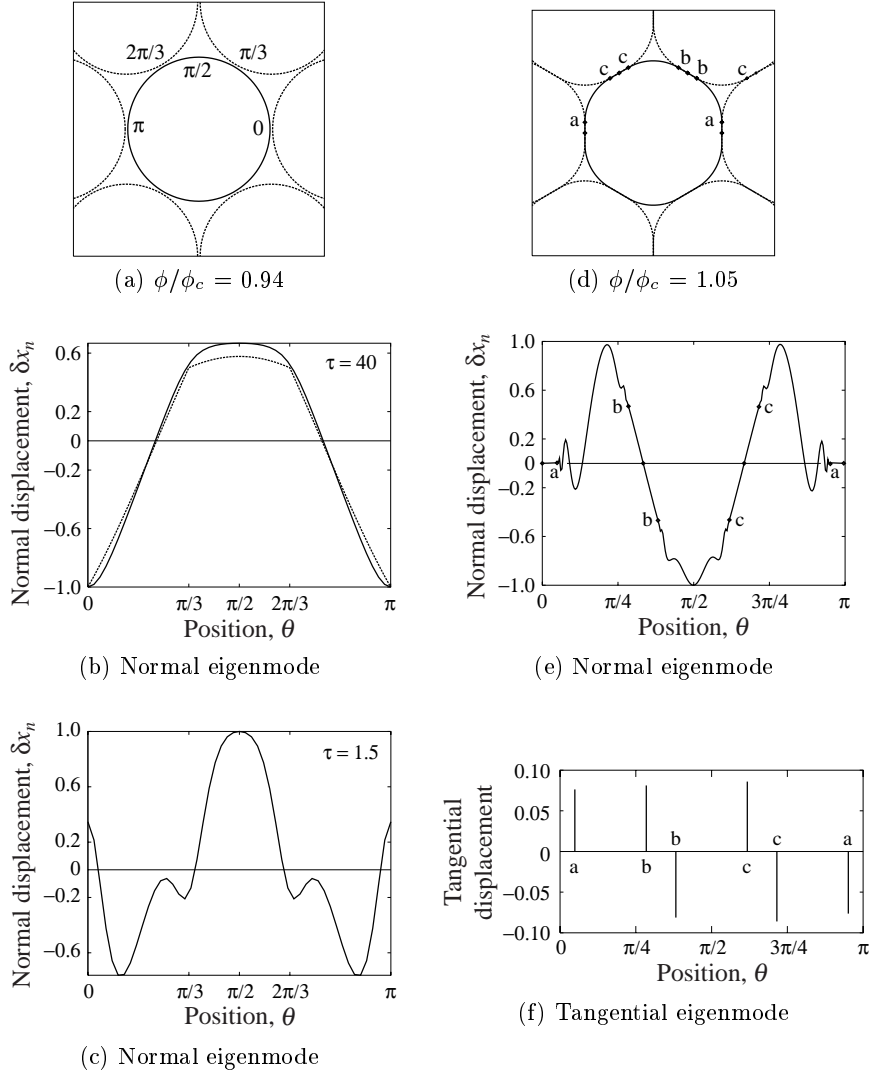 2π/3
π/3
π/2
π
0
(a) ϕ/ϕc = 0.94
c
c
b
b
c
a
a
(d) ϕ/ϕc = 1.05
Normal displacement, δxn
0.6
0.2
0
−0.2
−0.6
−1.0
τ = 40
0
π/3
π/2
2π/3
π
Position, θ
(b) Normal eigenmode
Normal displacement, δxn
1.0
0.6
0.2
0
−0.2
−0.6
−1.0
a
b
b
c
c
a
0
π/4
π/2
3π/4
π
Position, θ
(e) Normal eigenmode
Normal displacement, δxn
1.0
0.6
0.2
0
−0.2
−0.6
τ = 1.5
0
π/3
π/2
2π/3
π
Position, θ
(c) Normal eigenmode
Tangential
displacement
0.10
0.05
0
−0.05
−0.10
a
b
b
c
c
a
0
π/4
π/2
3π/4
π
Position, θ
(f) Tangential eigenmode